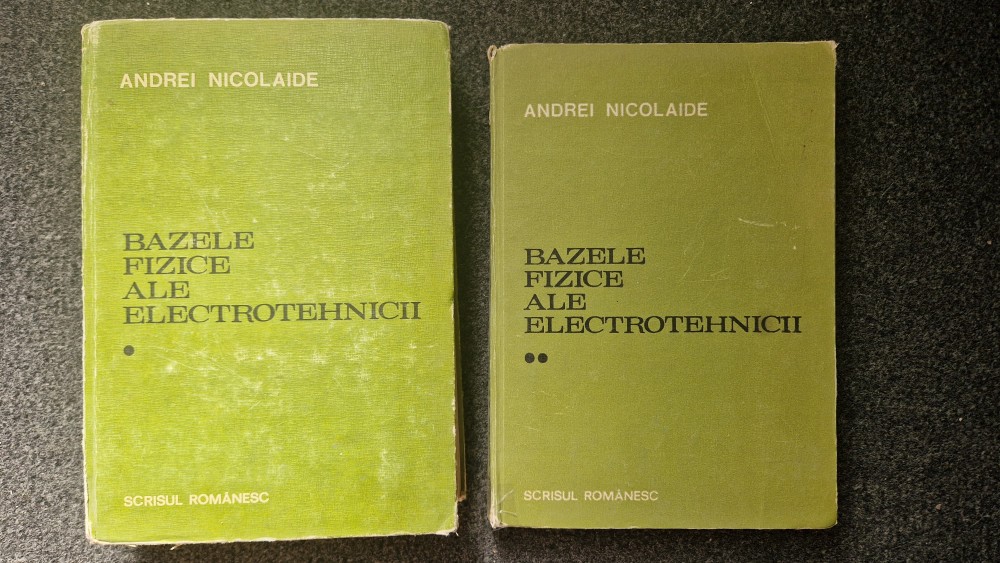 ANDREI NICOLAIDE
BAZELE
FIZICE
ALE
ELECTROTEHNICII
●
SCRISUL ROMÂNESC
ANDREI NICOLAIDE
BAZELE
FIZICE
ALE
ELECTROTEHNICII
●●
SCRISUL ROMÂNESC